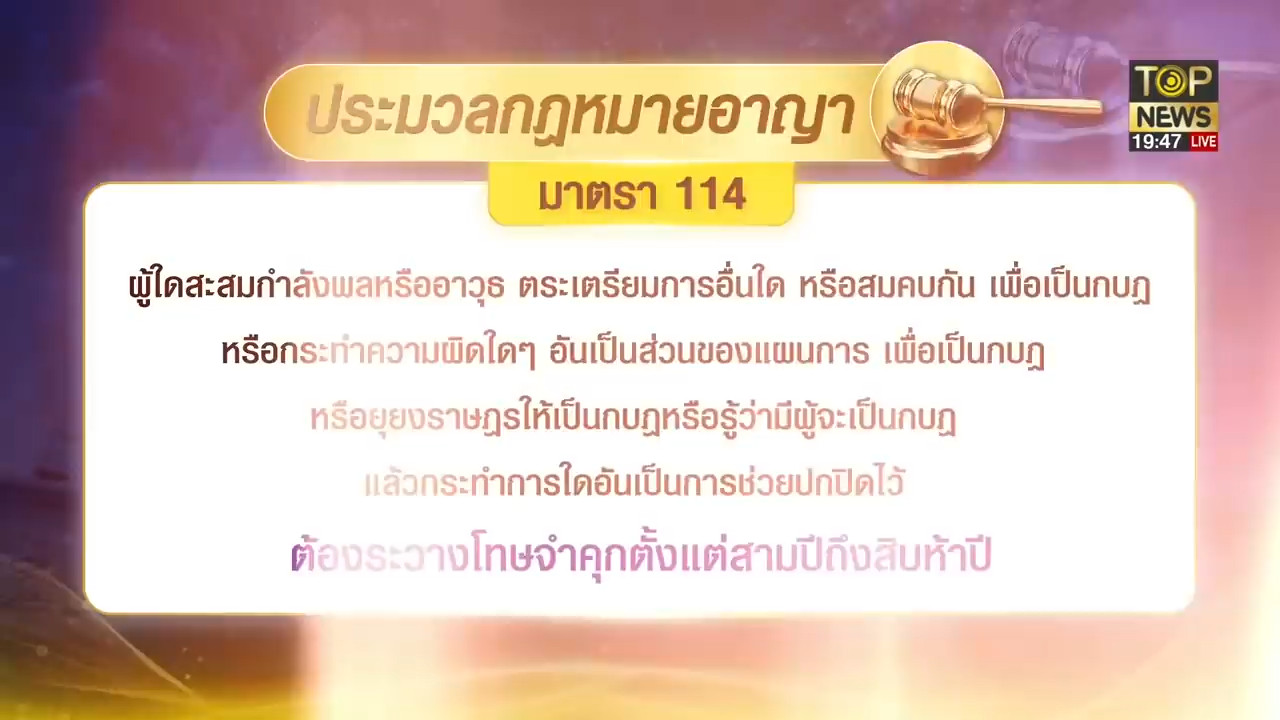 ประมวลกฎหมายอาญา
TOP
NEWS
19:47 LIVE
มาตรา 114
ผู้ใดสะสมกำลังพลหรืออาวุธ ตระเตรียมการอื่นใด หรือสมคบกัน เพื่อเป็นกบฏ
หรือกระทำความผิดใดๆ อันเป็นส่วนของแผนการ เพื่อเป็นกบฏ
หรือยุยงราษฎรให้เป็นกบฏหรือรู้ว่ามีผู้จะเป็นกบฏ
แล้วกระทำการใดอันเป็นการช่วยปกปิดไว้
ต้องระวางโทษจำคุกตั้งแต่สามปีถึงสิบห้าปี